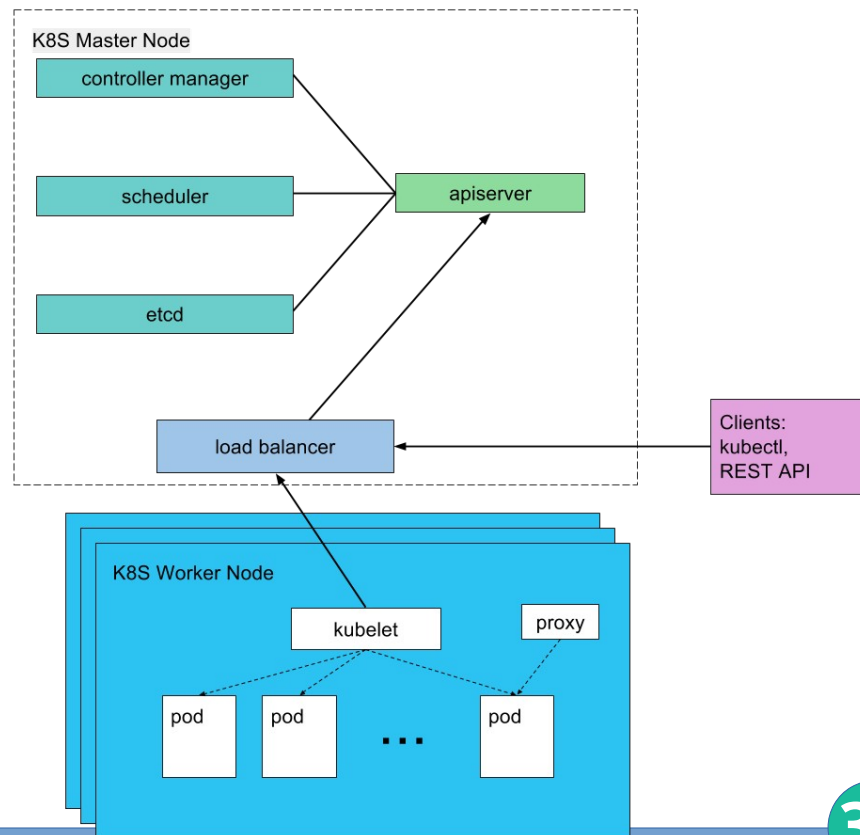 K8S Master Node
controller manager
scheduler
apiserver
etcd
load balancer
Clients:
kubectl,
REST API
K8S Worker Node
kubelet
proxy
pod
pod
...
pod